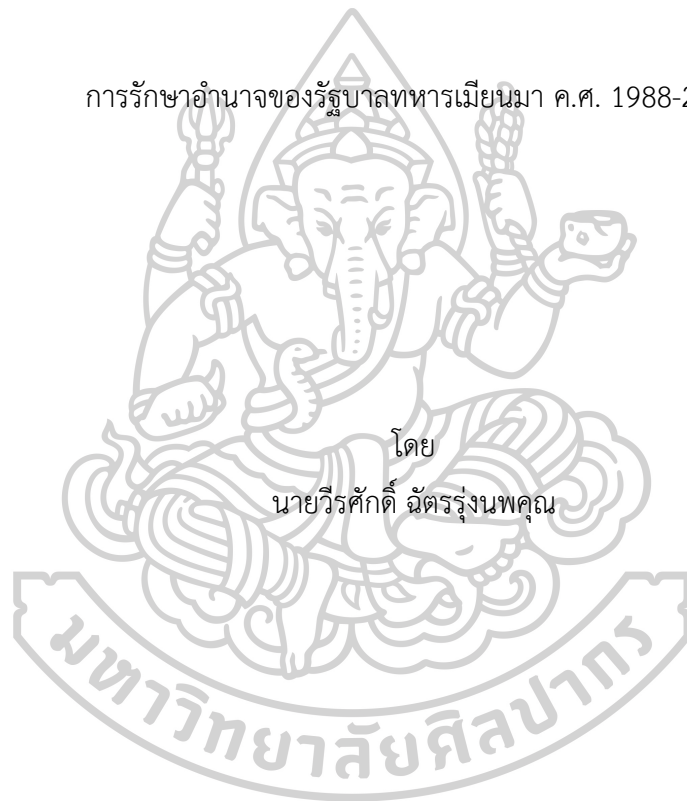 การรักษาอำนาจของรัฐบาลทหารเมียนมา ค.ศ. 1988-2
โดย
นายวีรศักดิ์ ฉัตรรุ่งนพคุณ
มหาวิทยาลัยศิลปากร